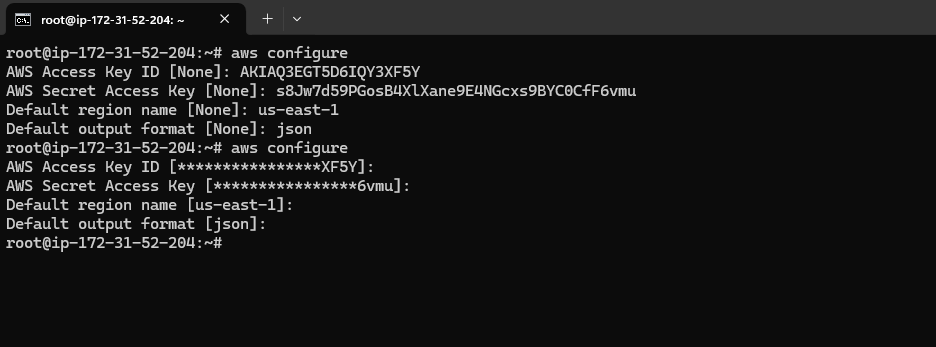 root@ip-172-31-52-204: ~
root@ip-172-31-52-204:~# aws configure
AWS Access Key ID [None]: AKIAQ3EGT5D6IQY3XF5Y
AWS Secret Access Key [None]: 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
Default region name [None]: us-east-1
Default output format [None]: json
root@ip-172-31-52-204:~# aws configure
AWS Access Key ID [****************XF5Y]:
AWS Secret Access Key [****************6vmu]:
Default region name [us-east-1]:
Default output format [json]:
root@ip-172-31-52-204:~#